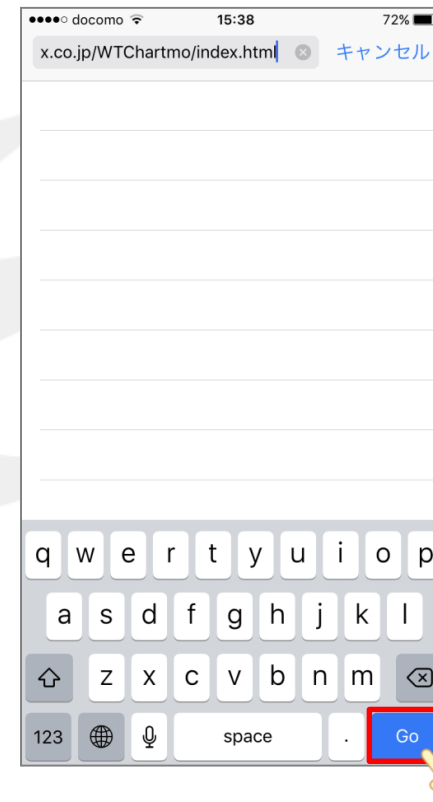 docomo 15:38 72%
x.co.jp/WTChartmo/index.html キャンセル
q w e r t y u i o p
a s d f g h j k l
z x c v b n m
123 space . Go